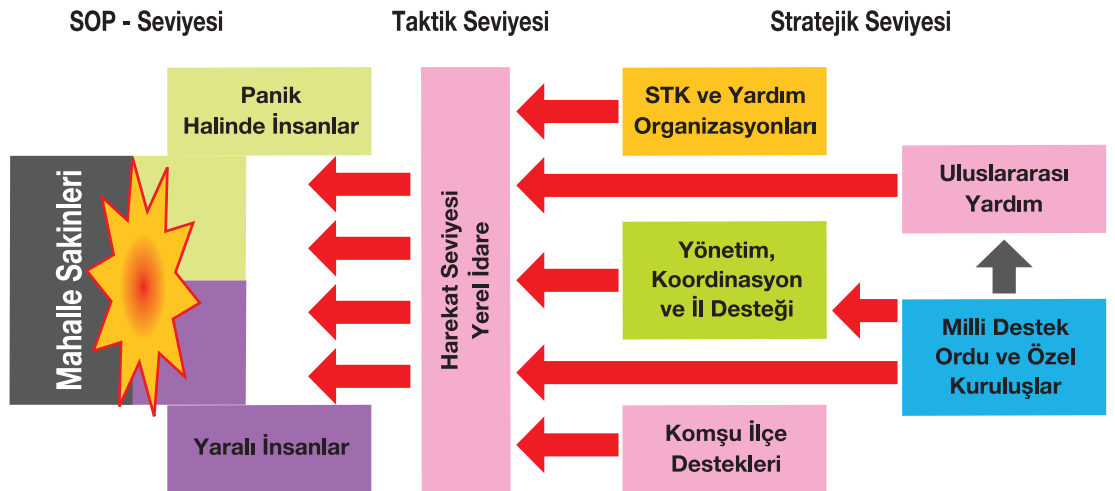 SOP - Seviyesi
Taktik Seviyesi
Stratejik Seviyesi
Panik
Halinde İnsanlar
Mahalle Sakinleri
Yaralı İnsanlar
Harekat Seviyesi
Yerel İdare
STK ve Yardım
Organizasyonları
Uluslararası
Yardım
Yönetim,
Koordinasyon
ve İl Desteği
Milli Destek
Ordu ve Özel
Kuruluşlar
Komşu İlçe
Destekleri